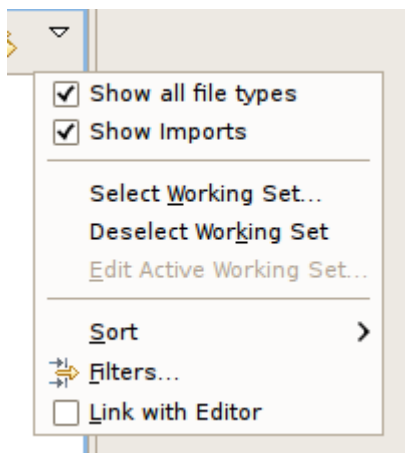 Show all file types
Show Imports
Select Working Set...
Deselect Working Set
Edit Active Working Set...
Sort
Filters...
Link with Editor